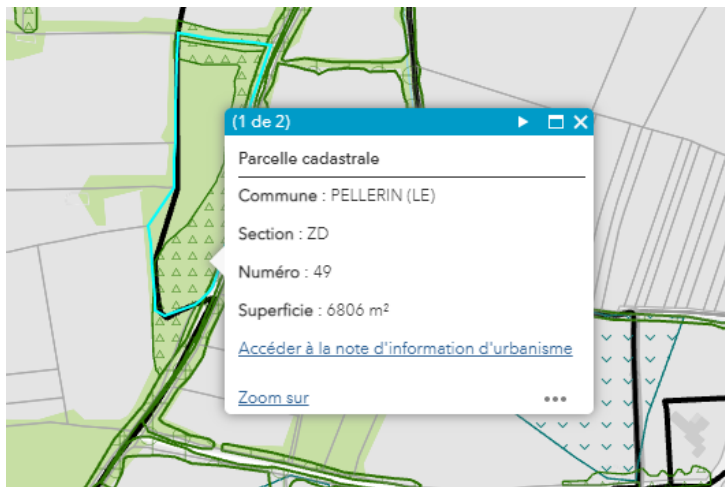 (1 de 2)
Parcelle cadastrale
Commune : PELLERIN (LE)
Section : ZD
Numéro : 49
Superficie : 6806 m²
Accéder à la note d'information d'urbanisme
Zoom sur